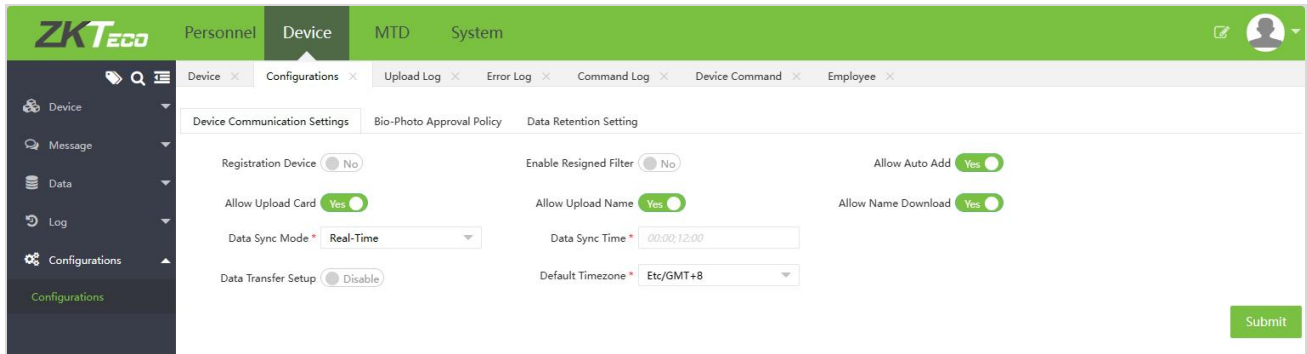 ZKTeco Personnel Device MTD System
Device Configurations Upload Log Error Log Command Log Device Command Employee
Device
Message
Data
Log
Configurations
Configurations
Device Communication Settings Bio-Photo Approval Policy Data Retention Setting
Registration Device No Enable Resigned Filter No Allow Auto Add Yes
Allow Upload Card Yes Allow Upload Name Yes Allow Name Download Yes
Data Sync Mode * Real-Time Data Sync Time * 00:00;12:00
Data Transfer Setup Disable Default Timezone * Etc/GMT+8
Submit